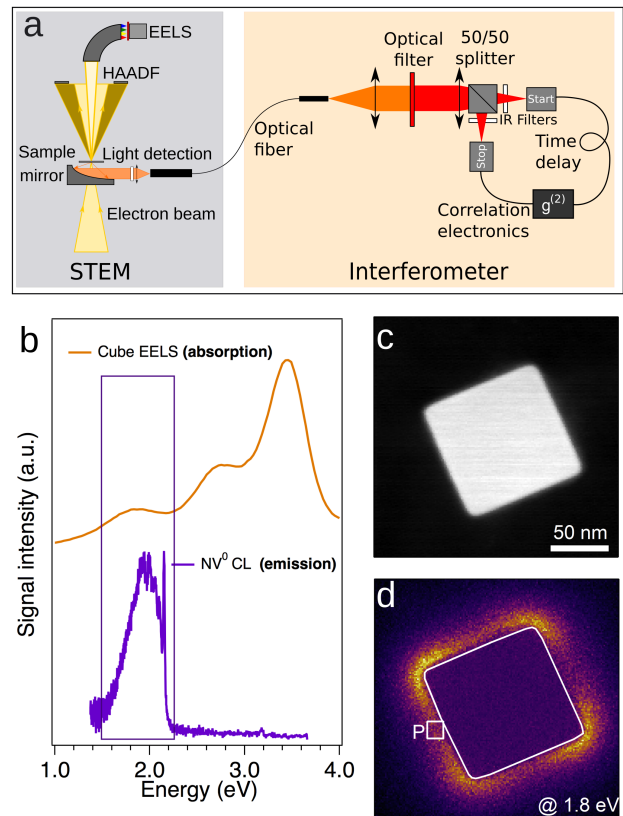 a
EELS
HAADF
Sample
mirror
Light detection
Electron beam
STEM
Optical
fiber
Optical
filter
50/50
splitter
Start
IR Filters
Stop
Time
delay
Correlation
electronics
g(2)
Interferometer
b
Cube EELS (absorption)
NV0 CL (emission)
Signal intensity (a.u.)
1.0 2.0 3.0 4.0
Energy (eV)
c
50 nm
d
P
@ 1.8 eV